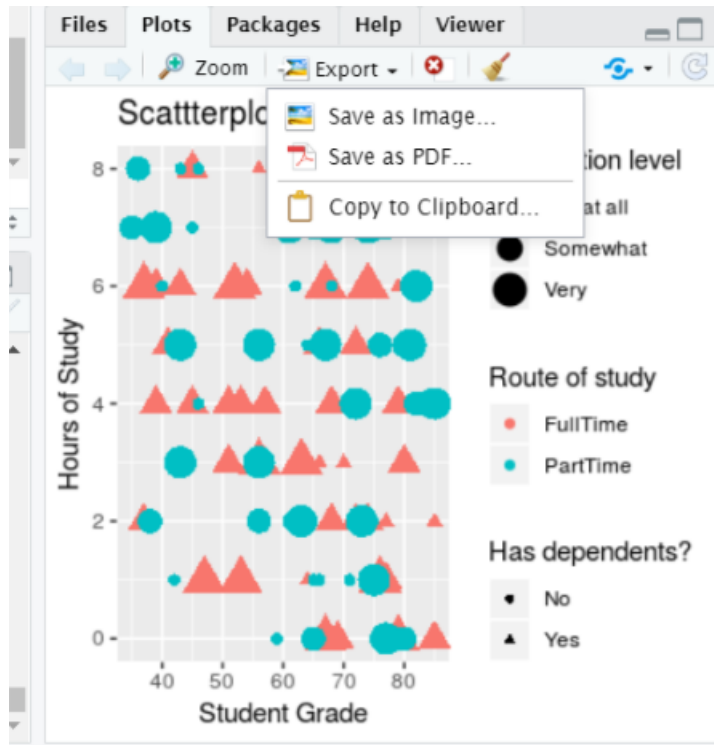 Files Plots Packages Help Viewer
Zoom Export
Scattterplo
Save as Image...
Save as PDF...
Copy to Clipboard...
tion level
at all
Somewhat
Very
Route of study
FullTime
PartTime
Has dependents?
No
Yes
Hours of Study
8
6
4
2
0
40 50 60 70 80
Student Grade